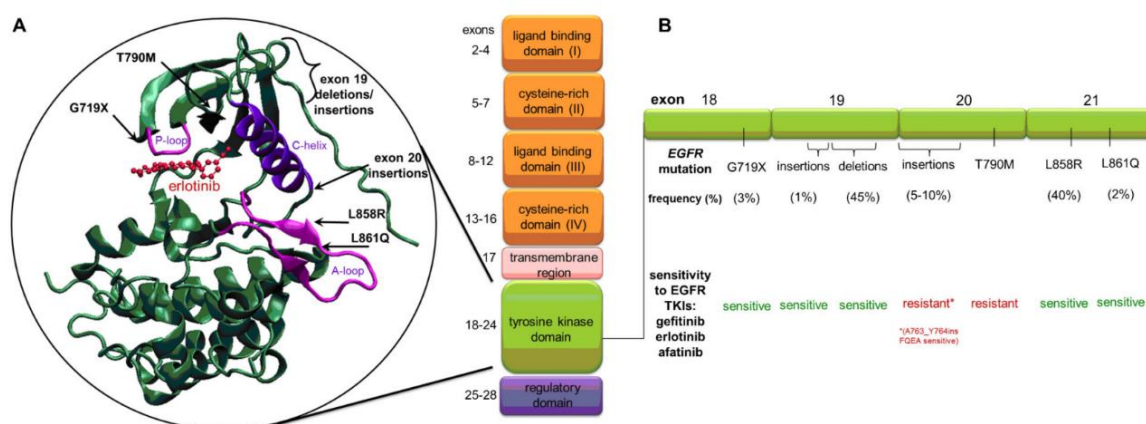 A
T790M
G719X
P-loop
erlotinib
C-helix
exon 19
deletions/
insertions
exon 20
insertions
L858R
L861Q
A-loop
exons
2-4
ligand binding
domain (I)
5-7
cysteine-rich
domain (II)
8-12
ligand binding
domain (III)
13-16
cysteine-rich
domain (IV)
17
transmembrane
region
18-24
tyrosine kinase
domain
25-28
regulatory
domain
B
exon 18 19 20 21
EGFR
mutation
G719X insertions deletions insertions T790M L858R L861Q
frequency (%) (3%) (1%) (45%) (5-10%) (40%) (2%)
sensitivity
to EGFR
TKIs:
gefitinib
erlotinib
afatinib
sensitive sensitive sensitive resistant* resistant sensitive sensitive
*(A763_Y764ins
FQEA sensitive)